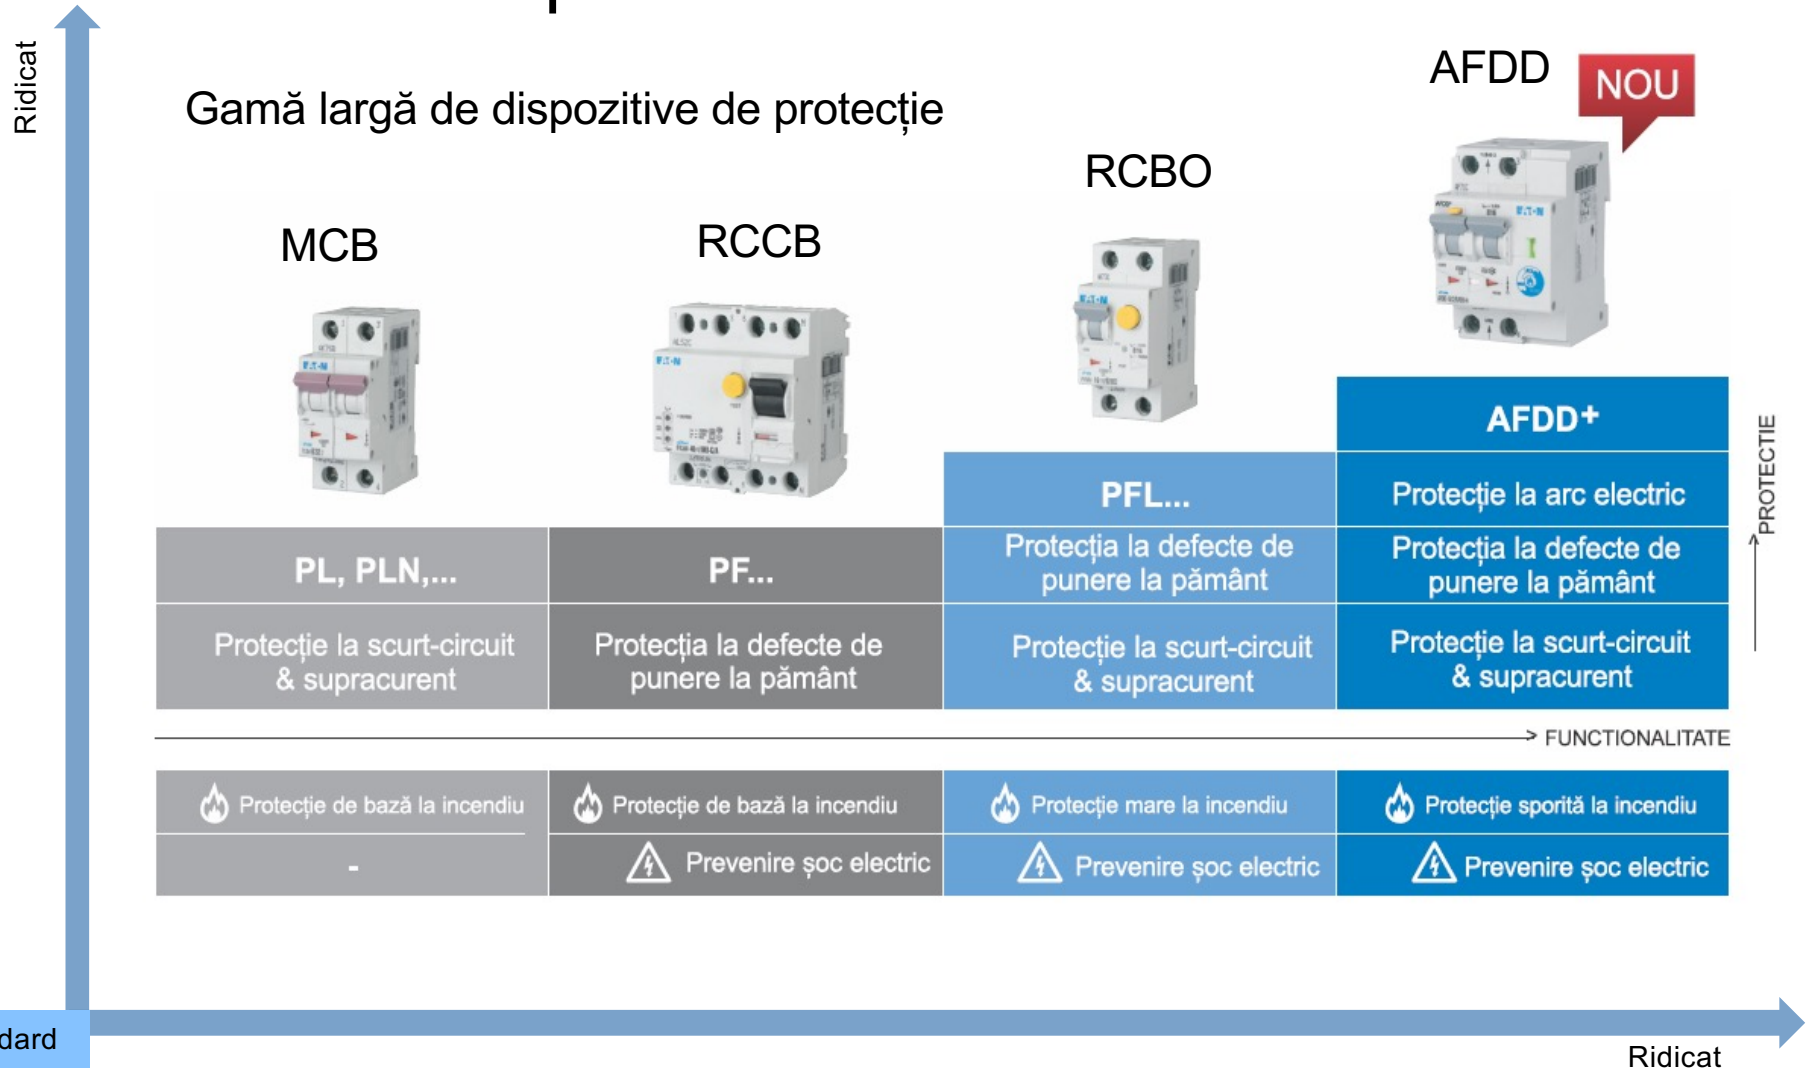 Ridicat
Gamă largă de dispozitive de protecție
AFDD
NOU
RCBO
MCB
RCCB
EATON
EATON
EATON
EATON
AFDD+
PFL...
Protecție la arc electric
PL, PLN,...
PF...
Protecția la defecte de
punere la pământ
Protecția la defecte de
punere la pământ
Protecție la scurt-circuit
& supracurent
Protecția la defecte de
punere la pământ
Protecție la scurt-circuit
& supracurent
Protecție la scurt-circuit
& supracurent
PROTECTIE
FUNCTIONALITATE
Protecție de bază la incendiu
Protecție de bază la incendiu
Protecție mare la incendiu
Protecție sporită la incendiu
-
Prevenire șoc electric
Prevenire șoc electric
Prevenire șoc electric
dard
Ridicat